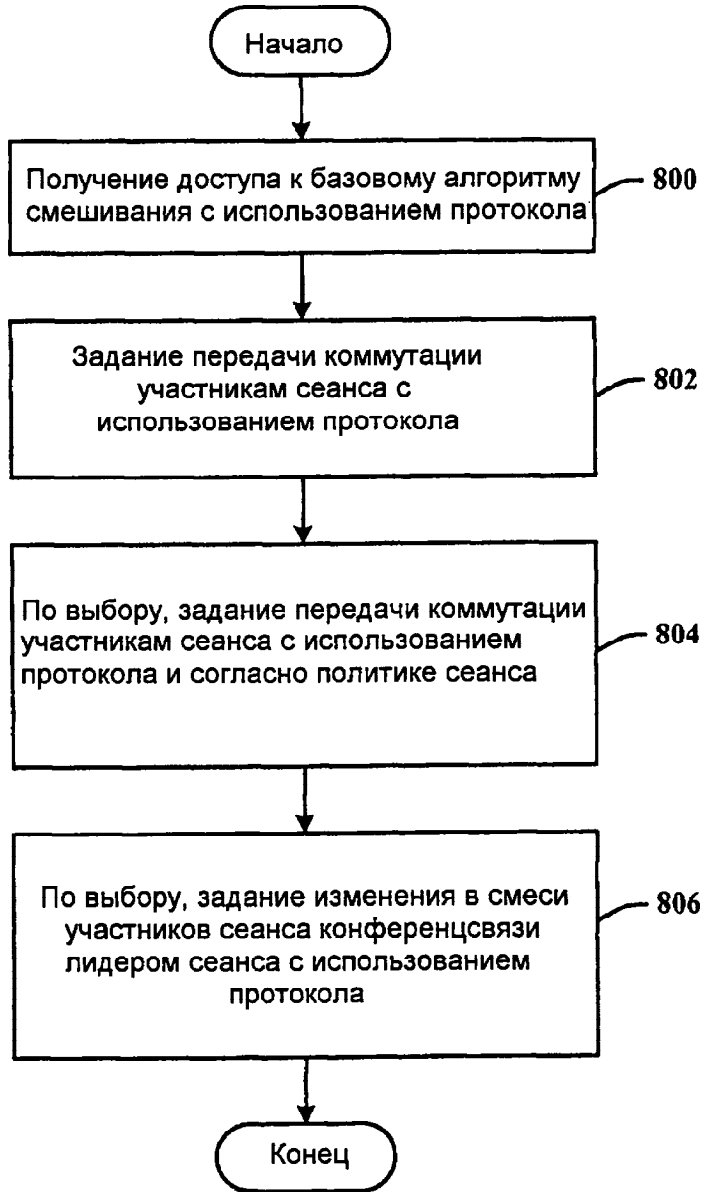 Начало
Получение доступа к базовому алгоритму
смешивания с использованием протокола
800
Задание передачи коммутации
участникам сеанса с
использованием протокола
802
По выбору, задание передачи коммутации
участникам сеанса с использованием
протокола и согласно политике сеанса
804
По выбору, задание изменения в смеси
участников сеанса конференцсвязи
лидером сеанса с использованием
протокола
806
Конец